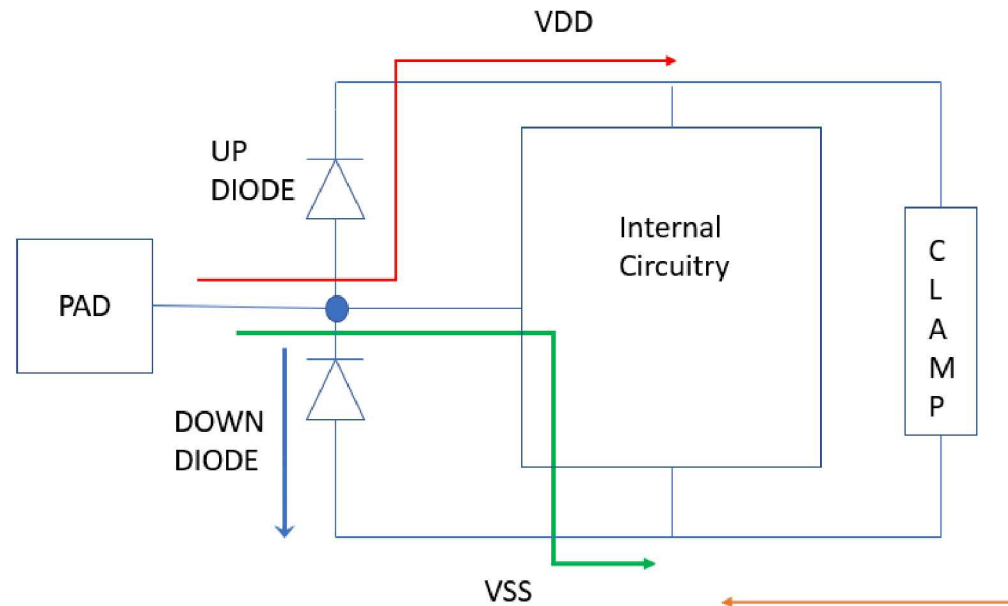 VDD
UP
DIODE
Internal
Circuitry
PAD
C
L
A
M
P
DOWN
DIODE
VSS